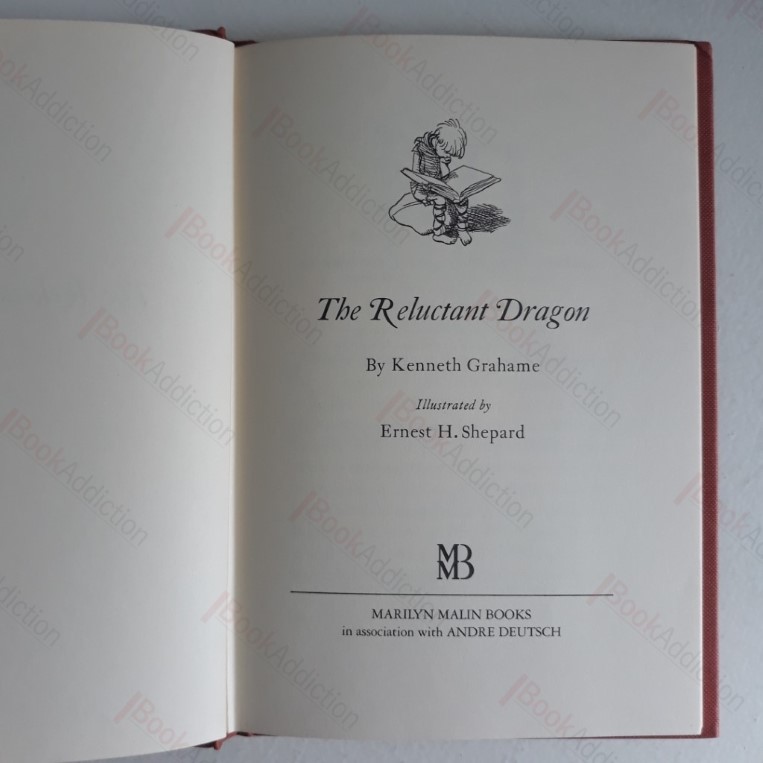 The Reluctant Dragon
By Kenneth Grahame
Illustrated by
Ernest H. Shepard
MB
MARILYN MALIN BOOKS
in association with ANDRE DEUTSCH
BookAddiction